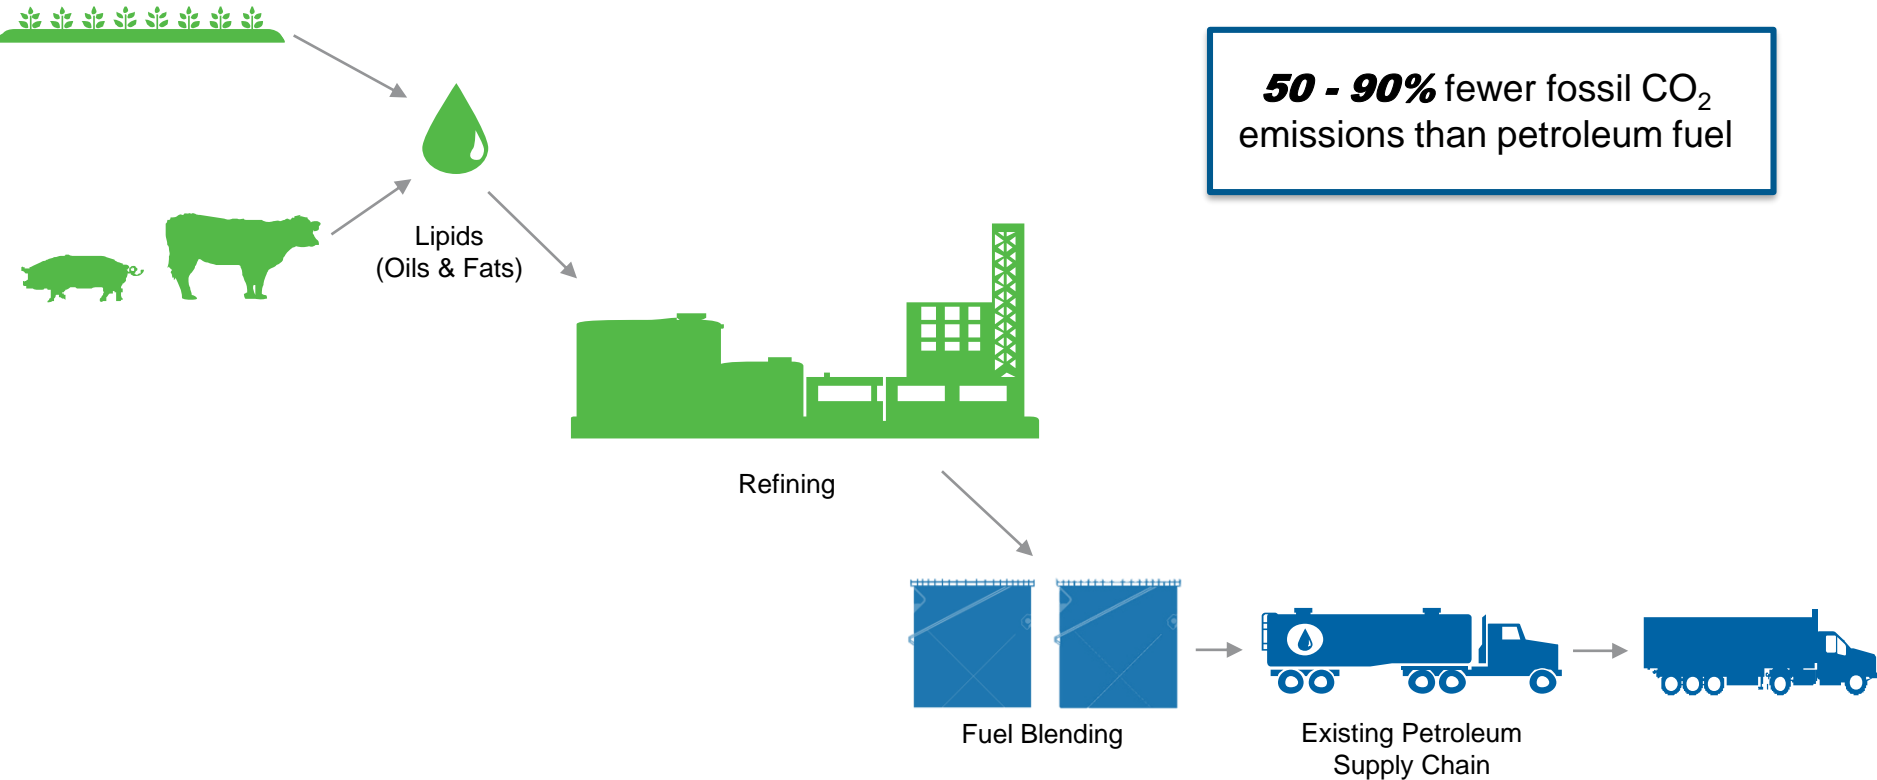 50 - 90% fewer fossil CO₂
emissions than petroleum fuel
Lipids
(Oils & Fats)
Refining
Fuel Blending
Existing Petroleum
Supply Chain